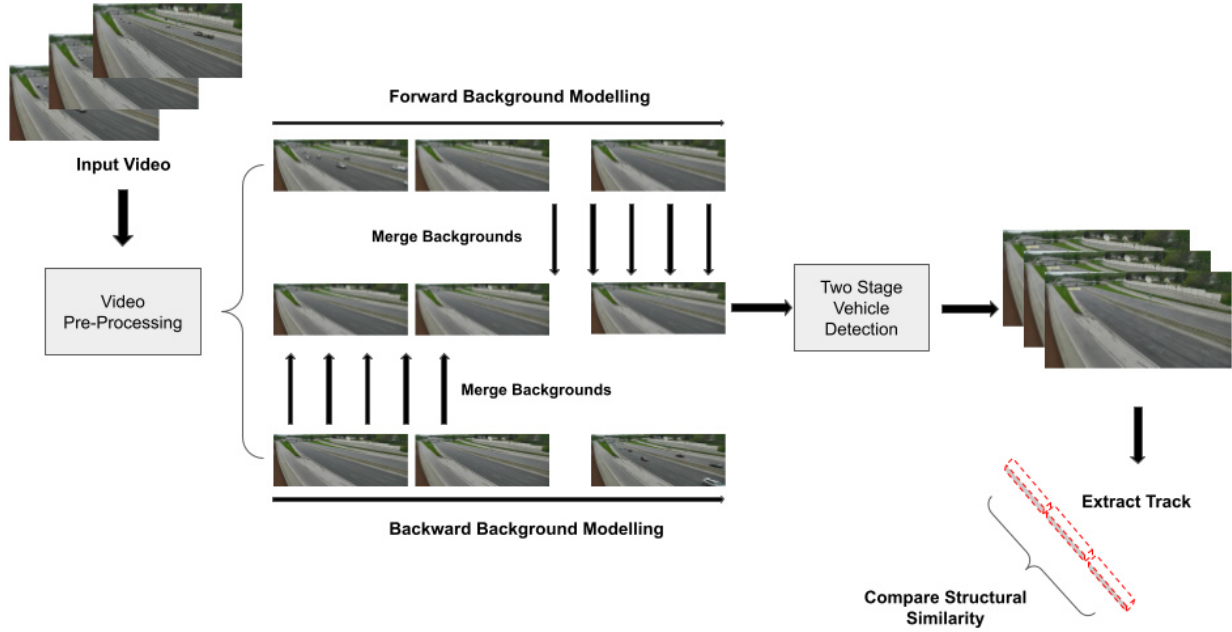 Forward Background Modelling
Input Video
Merge Backgrounds
Video
Pre-Processing
Two Stage
Vehicle
Detection
Merge Backgrounds
Extract Track
Backward Background Modelling
Compare Structural
Similarity